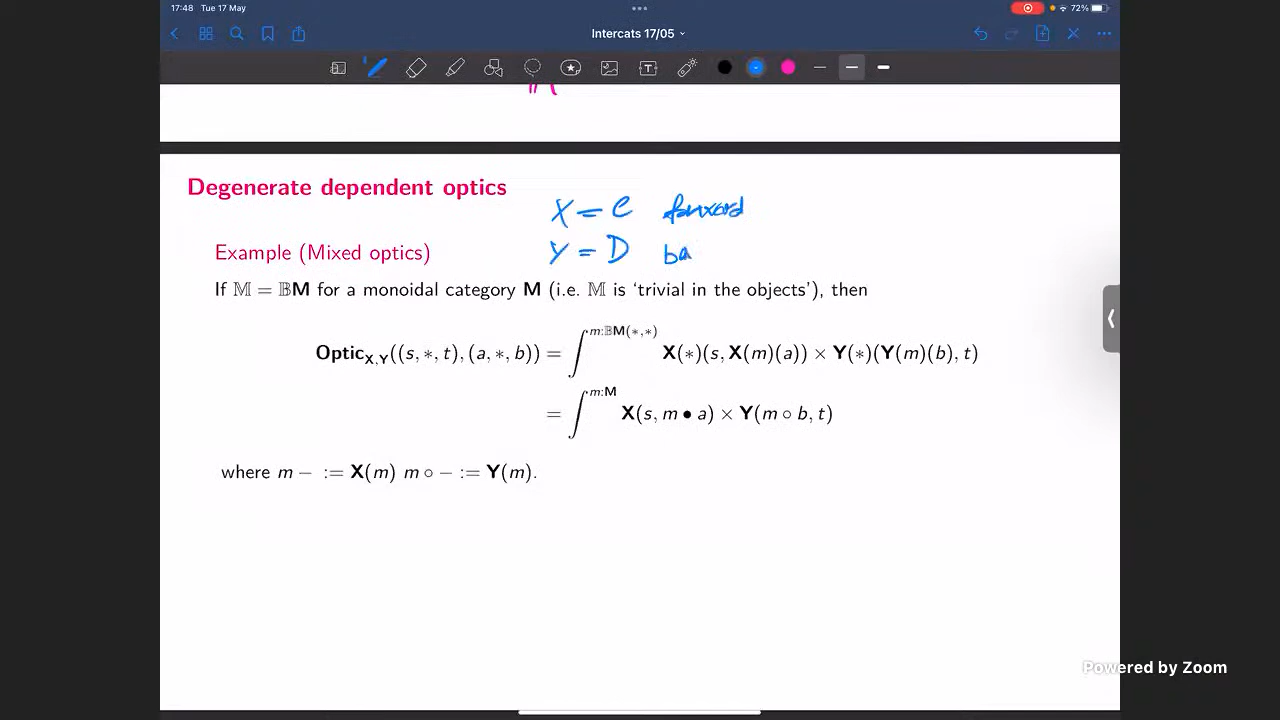 17:48 Tue 17 May
72%
Intercats 17/05
Degenerate dependent optics
X = C forward
Example (Mixed optics)
Y = D ba
If 𝕄 = 𝔹M for a monoidal category M (i.e. 𝕄 is ‘trivial in the objects’), then
Optic_{X,Y}((s, ∗, t), (a, ∗, b)) = ∫^{m:𝔹M(∗,∗)} X(∗)(s, X(m)(a)) × Y(∗)(Y(m)(b), t)
= ∫^{m:M} X(s, m • a) × Y(m ∘ b, t)
where m − := X(m) m ∘ − := Y(m).
Powered by Zoom